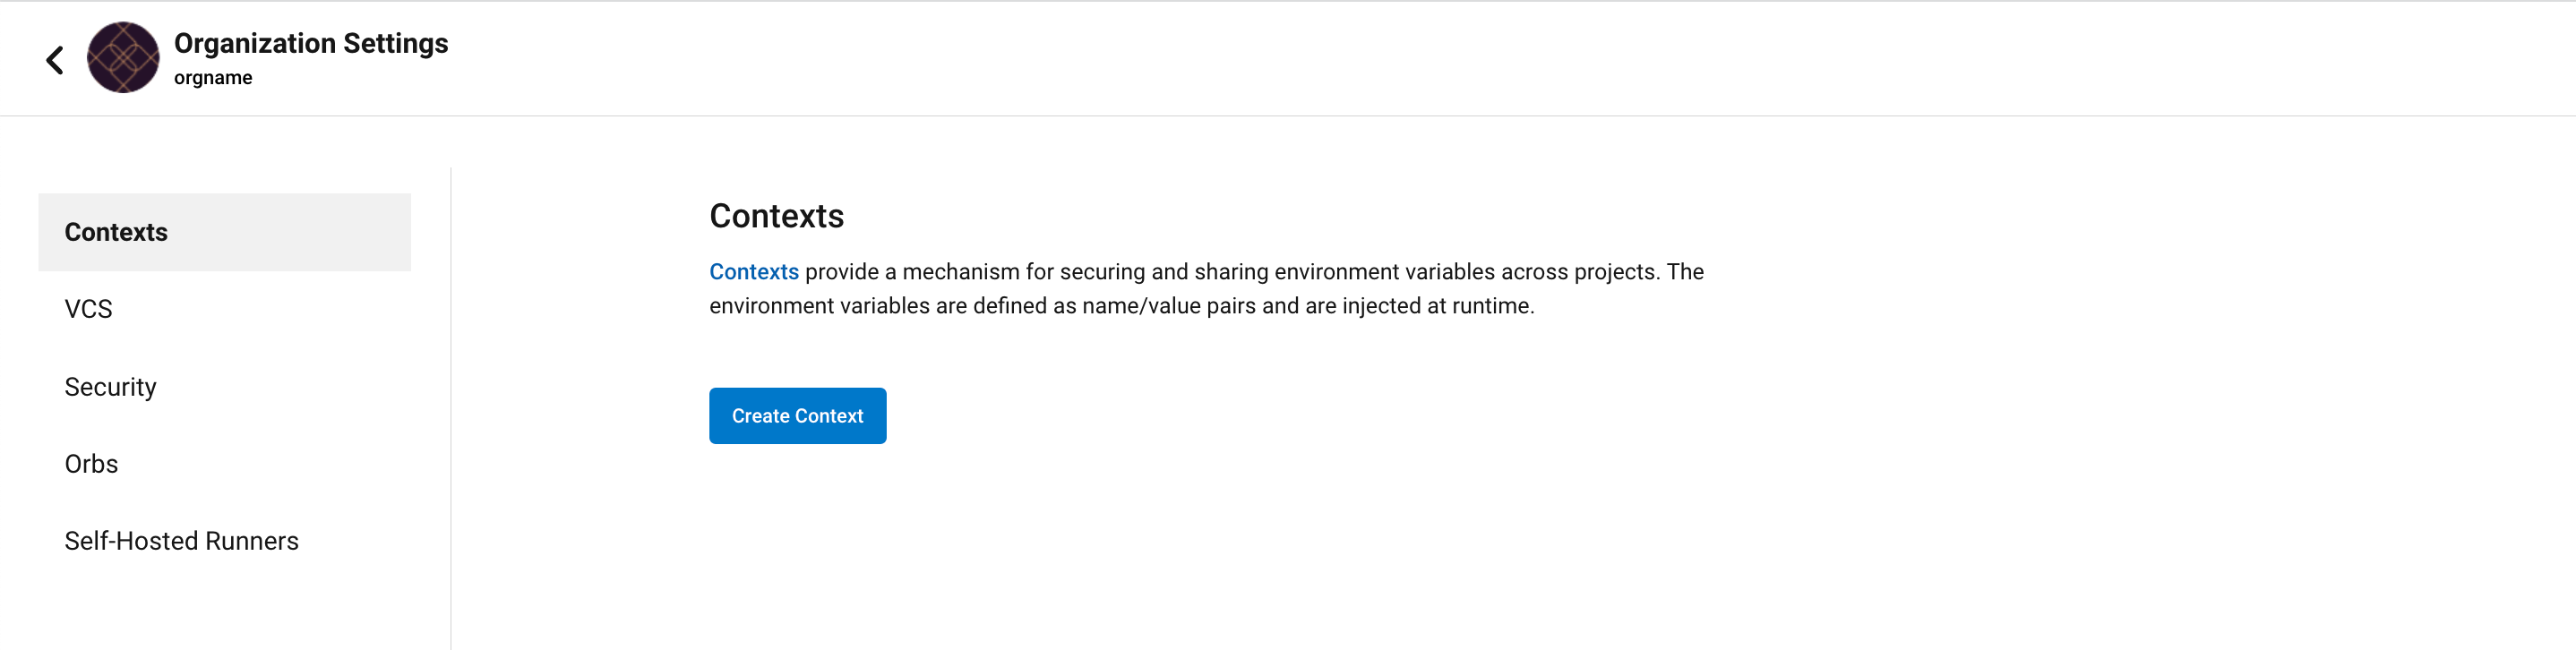 Organization Settings
orgname
Contexts
VCS
Security
Orbs
Self-Hosted Runners
Contexts
Contexts provide a mechanism for securing and sharing environment variables across projects. The
environment variables are defined as name/value pairs and are injected at runtime.
Create Context